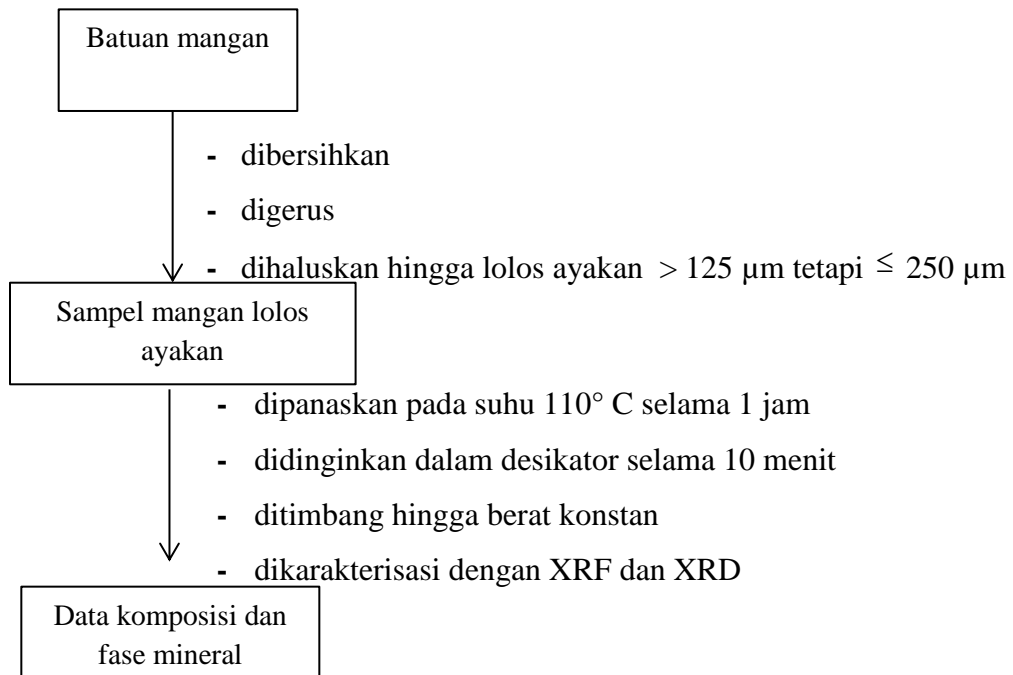 Batuan mangan
- dibersihkan
- digerus
- dihaluskan hingga lolos ayakan > 125 µm tetapi ≤ 250 µm
Sampel mangan lolos
ayakan
- dipanaskan pada suhu 110° C selama 1 jam
- didinginkan dalam desikator selama 10 menit
- ditimbang hingga berat konstan
- dikarakterisasi dengan XRF dan XRD
Data komposisi dan
fase mineral